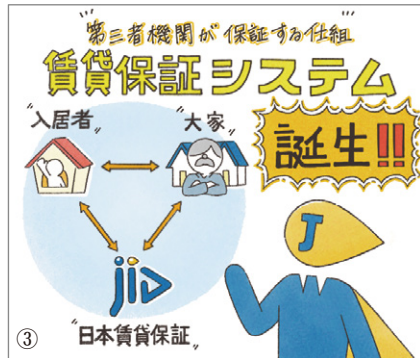 "第三者機関が保証する仕組"
賃貸保証システム
誕生!!
"入居者"
"大家"
J
jid
"日本賃貸保証"
③